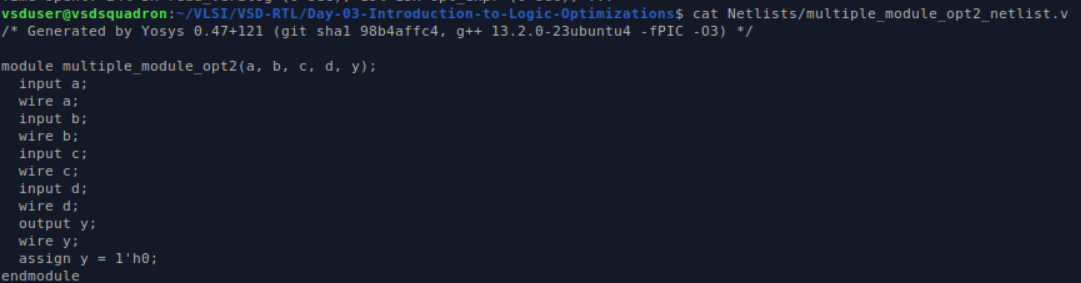 vsduser@vsdsquadron:~/VLSI/VSD-RTL/Day-03-Introduction-to-Logic-Optimizations$ cat Netlists/multiple_module_opt2_netlist.v
/* Generated by Yosys 0.47+121 (git sha1 98b4affc4, g++ 13.2.0-23ubuntu4 -fPIC -O3) */

module multiple_module_opt2(a, b, c, d, y);
  input a;
  wire a;
  input b;
  wire b;
  input c;
  wire c;
  input d;
  wire d;
  output y;
  wire y;
  assign y = 1'h0;
endmodule